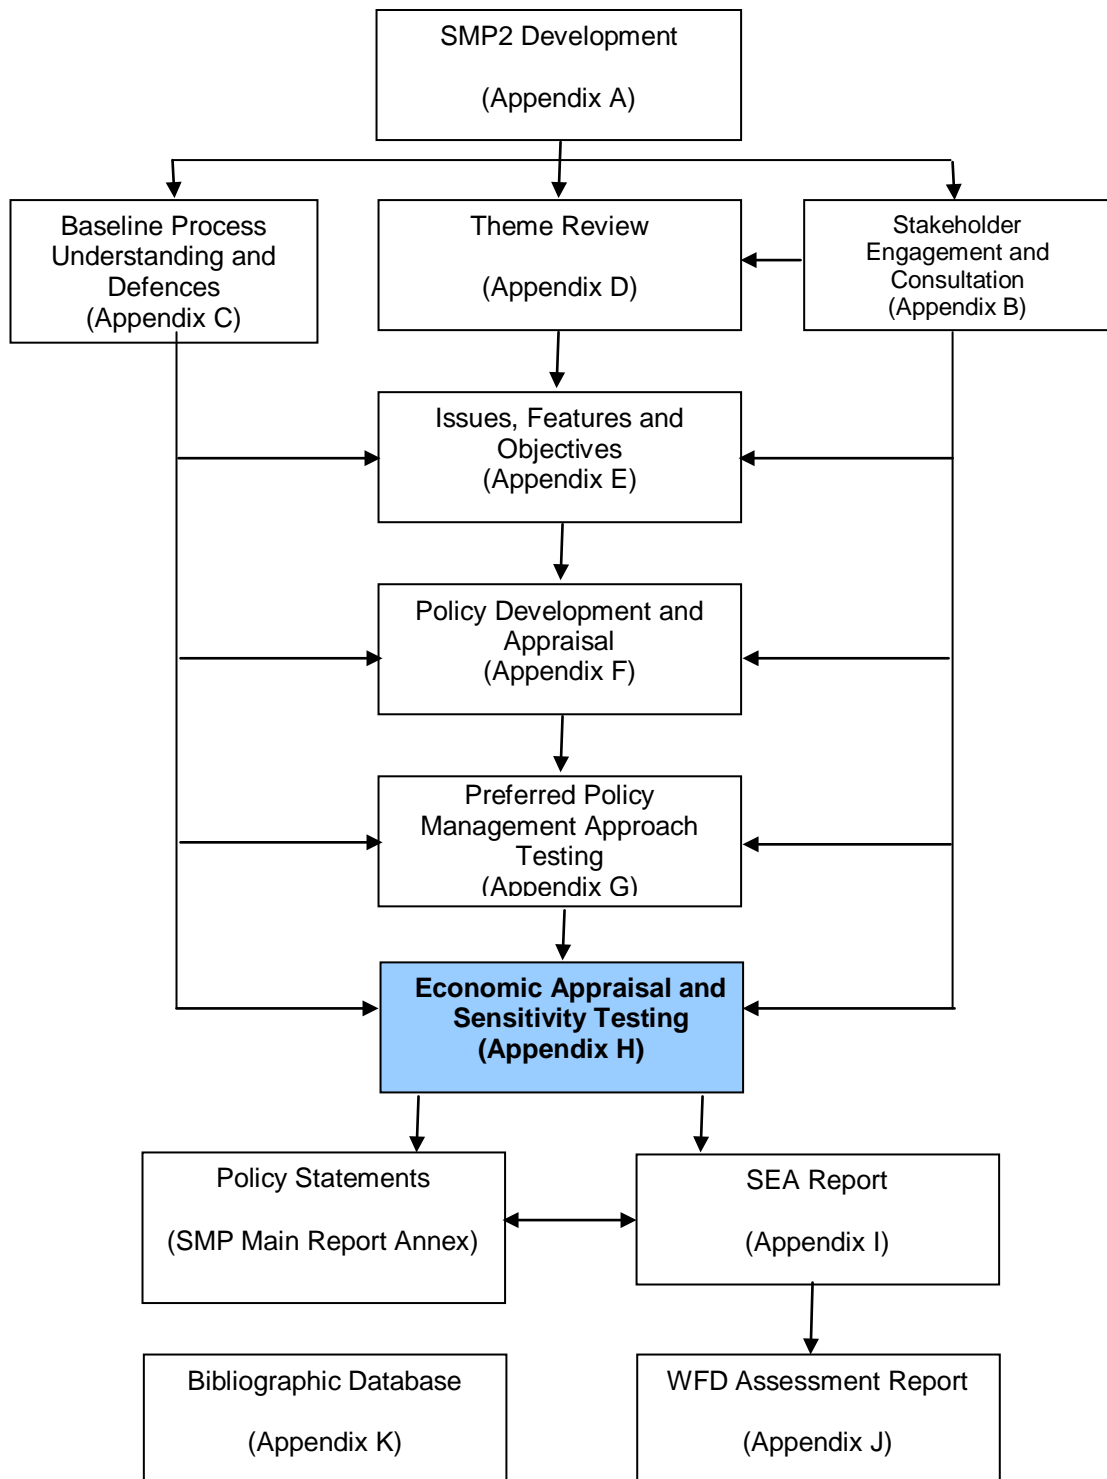 SMP2 Development
(Appendix A)
Baseline Process
Understanding and
Defences
(Appendix C)
Theme Review
(Appendix D)
Stakeholder
Engagement and
Consultation
(Appendix B)
Issues, Features and
Objectives
(Appendix E)
Policy Development and
Appraisal
(Appendix F)
Preferred Policy
Management Approach
Testing
(Appendix G)
Economic Appraisal and
Sensitivity Testing
(Appendix H)
Policy Statements
(SMP Main Report Annex)
SEA Report
(Appendix I)
Bibliographic Database
(Appendix K)
WFD Assessment Report
(Appendix J)